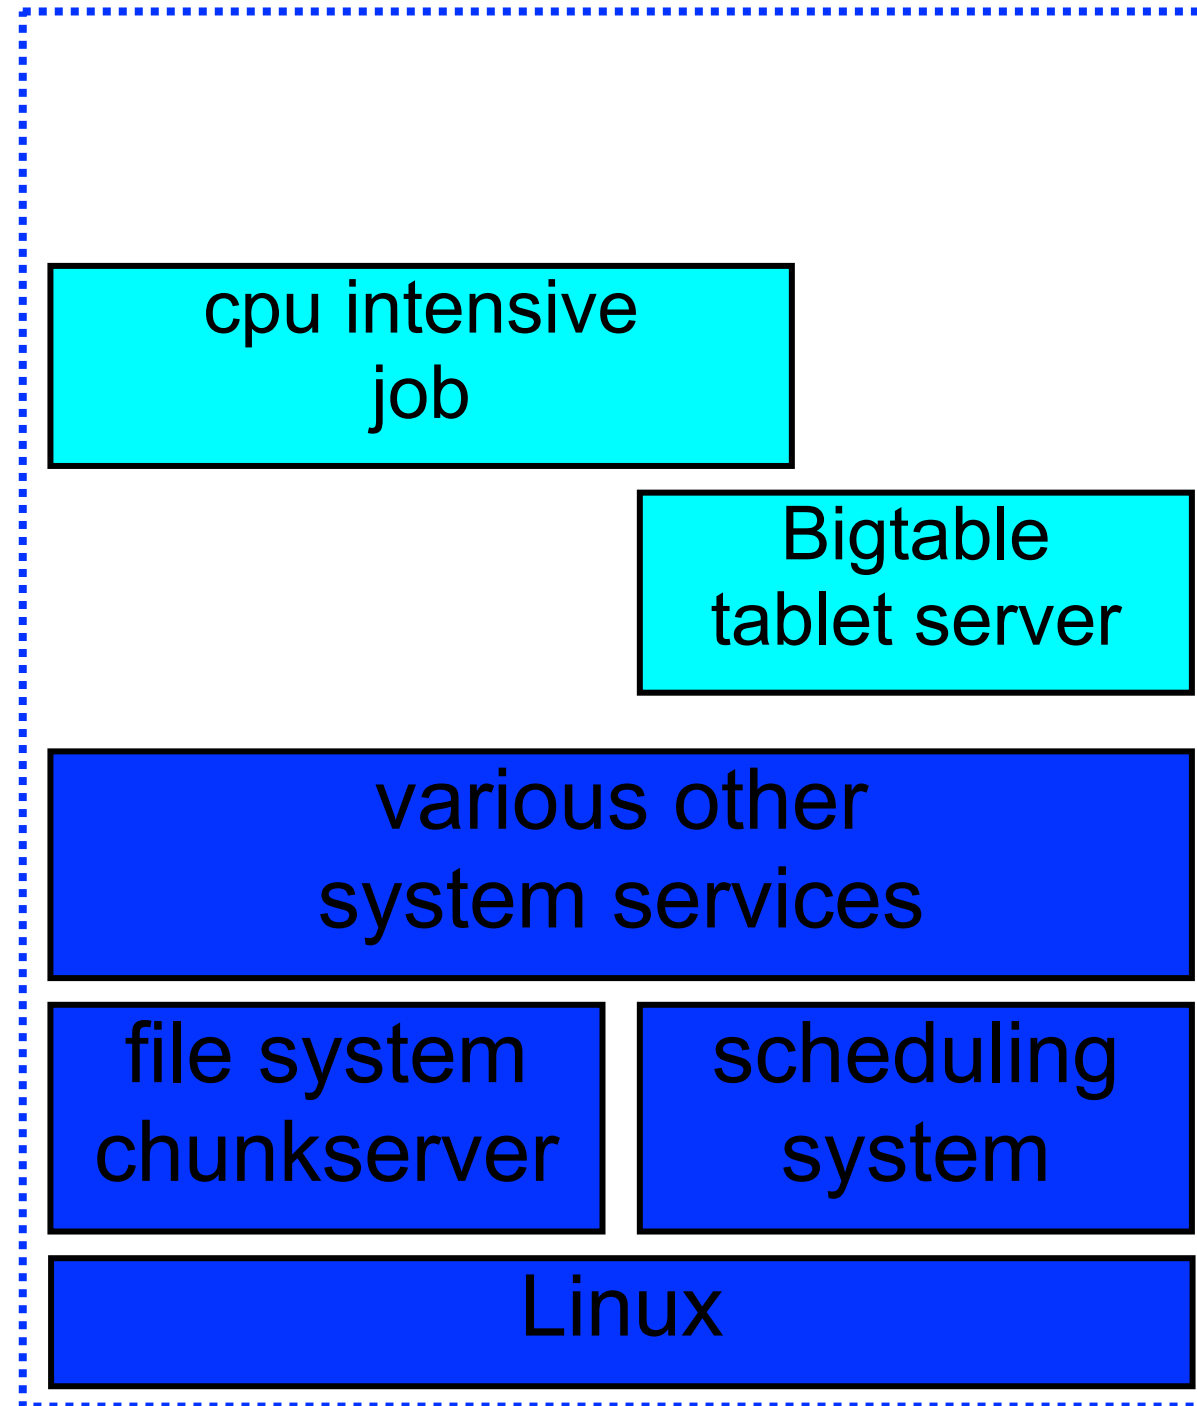 cpu intensive
job
Bigtable
tablet server
various other
system services
file system
chunkserver
scheduling
system
Linux